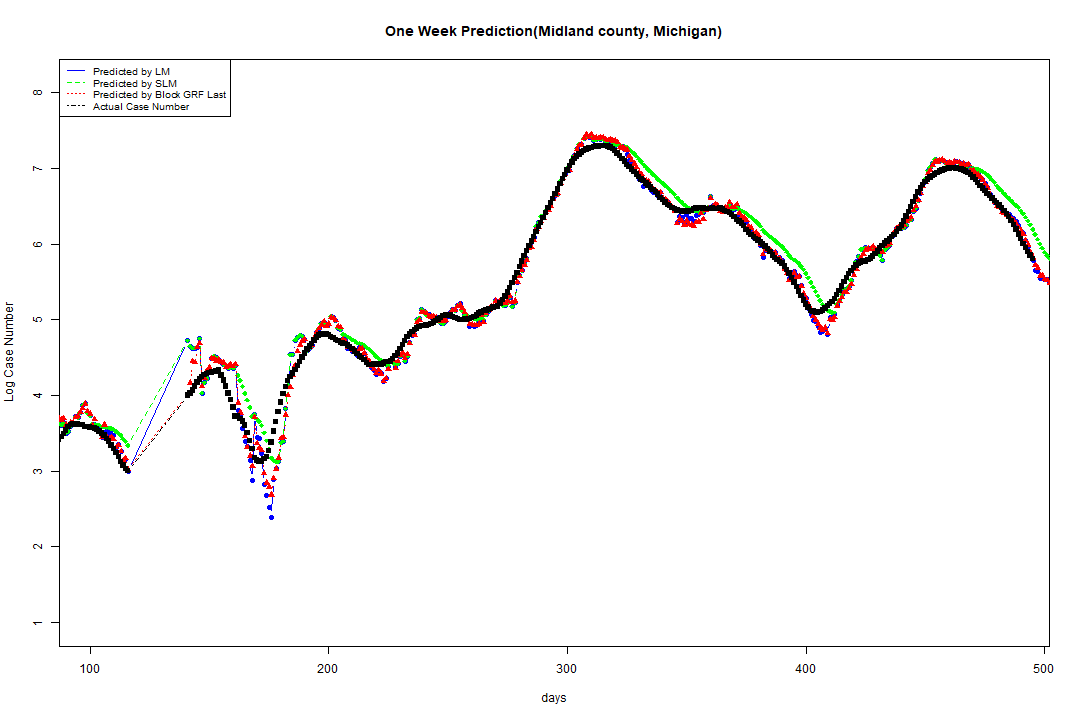 One Week Prediction(Midland county, Michigan)
Predicted by LM
Predicted by SLM
Predicted by Block GRF Last
Actual Case Number
Log Case Number
8
7
6
5
4
3
2
1
100
200
300
400
500
days